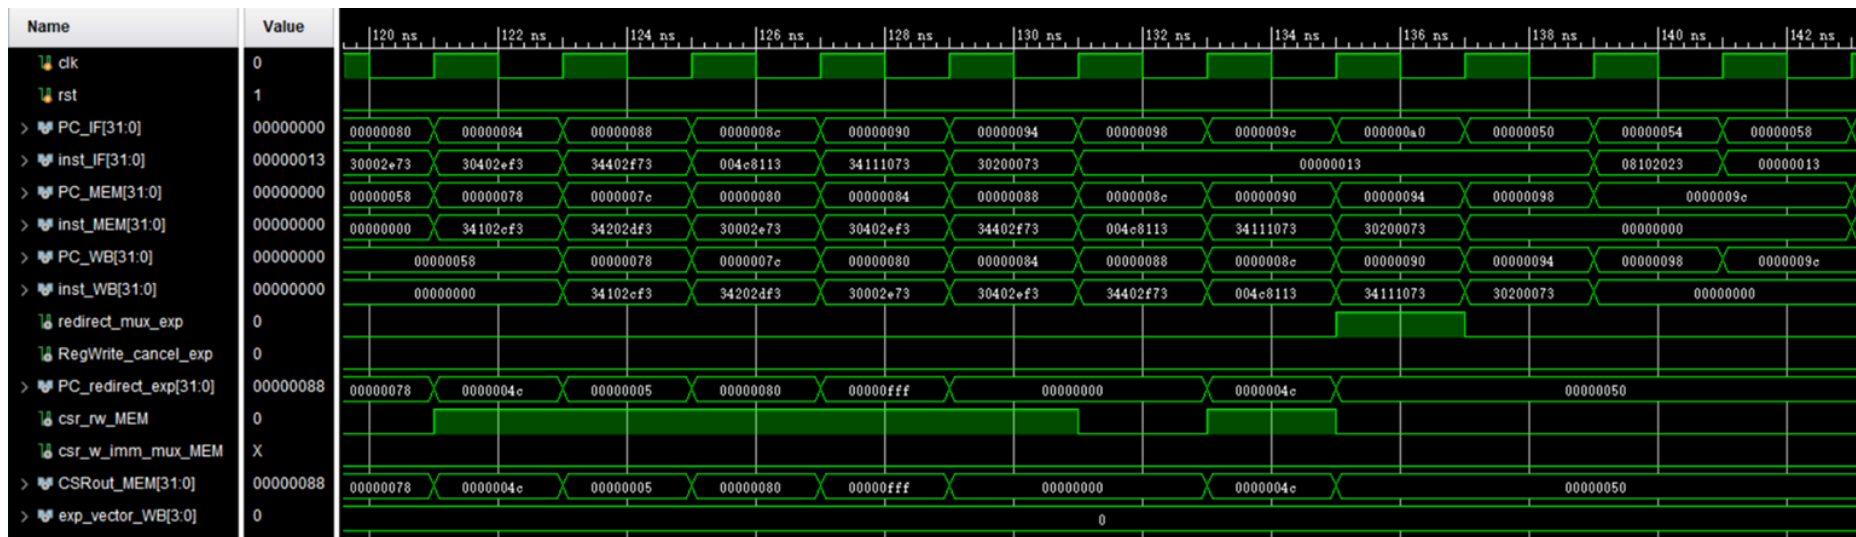 Name Value 120 ns 122 ns 124 ns 126 ns 128 ns 130 ns 132 ns 134 ns 136 ns 138 ns 140 ns 142 ns
clk 0
rst 1
PC_IF[31:0] 00000000 00000080 00000084 00000088 0000008c 00000090 00000094 00000098 0000009c 000000a0 00000050 00000054 00000058
inst_IF[31:0] 00000013 30002e73 30402ef3 34402f73 004c8113 34111073 30200073 00000013 08102023 00000013
PC_MEM[31:0] 00000000 00000058 00000078 0000007c 00000080 00000084 00000088 0000008c 00000090 00000094 00000098 0000009c
inst_MEM[31:0] 00000000 00000000 34102cf3 34202df3 30002e73 30402ef3 34402f73 004c8113 34111073 30200073 00000000
PC_WB[31:0] 00000000 00000058 00000078 0000007c 00000080 00000084 00000088 0000008c 00000090 00000094 00000098 0000009c
inst_WB[31:0] 00000000 00000000 34102cf3 34202df3 30002e73 30402ef3 34402f73 004c8113 34111073 30200073 00000000
redirect_mux_exp 0
RegWrite_cancel_exp 0
PC_redirect_exp[31:0] 00000088 00000078 0000004c 00000005 00000080 00000fff 00000000 0000004c 00000050
csr_rw_MEM 0
csr_w_imm_mux_MEM X
CSRout_MEM[31:0] 00000088 00000078 0000004c 00000005 00000080 00000fff 00000000 0000004c 00000050
exp_vector_WB[3:0] 0 0